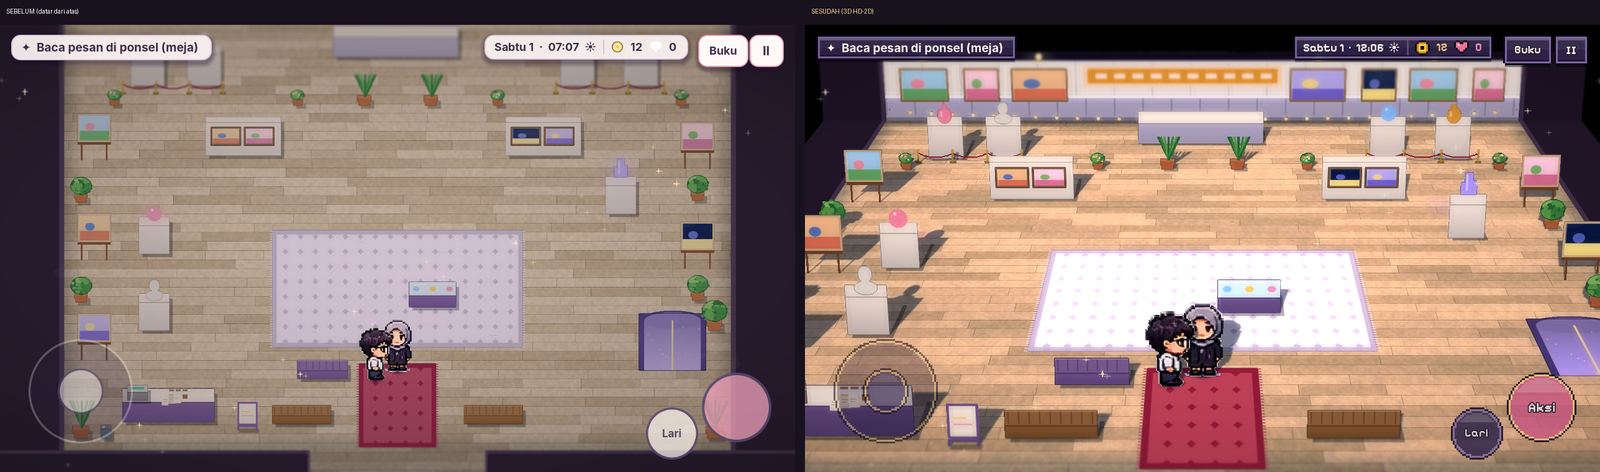 SEBELUM (datar dari atas)
✦ Baca pesan di ponsel (meja)
Sabtu 1 · 07:07 ☀ 12 0
Buku
II
Lari
SESUDAH (3D HD-2D)
✦ Baca pesan di ponsel (meja)
Sabtu 1 · 18:06 ☀ 12 0
Buku
II
Aksi
Lari